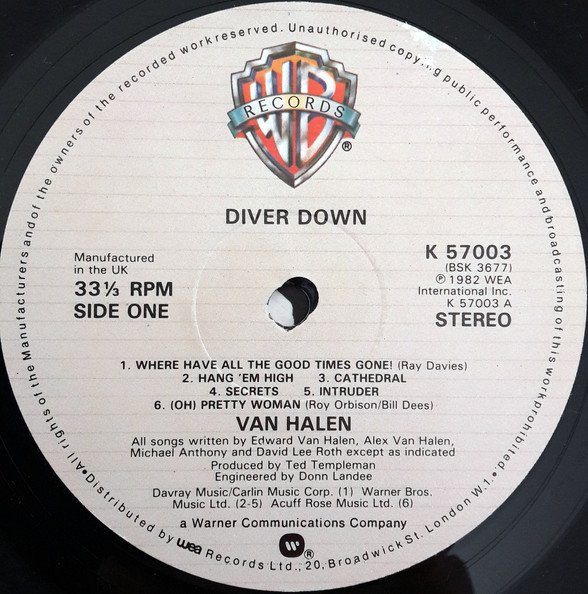 All rights of the Manufacturers and of the owners of the recorded work reserved. Unauthorised copying public performance and broadcasting of this work prohibited.
WB
RECORDS
®
DIVER DOWN
Manufactured
in the UK
33⅓ RPM
SIDE ONE
K 57003
(BSK 3677)
℗ 1982 WEA
International Inc.
K 57003 A
STEREO
1. WHERE HAVE ALL THE GOOD TIMES GONE! (Ray Davies)
2. HANG 'EM HIGH 3. CATHEDRAL
4. SECRETS 5. INTRUDER
6. (OH) PRETTY WOMAN (Roy Orbison/Bill Dees)
VAN HALEN
All songs written by Edward Van Halen, Alex Van Halen,
Michael Anthony and David Lee Roth except as indicated
Produced by Ted Templeman
Engineered by Donn Landee
Davray Music/Carlin Music Corp. (1) Warner Bros.
Music Ltd. (2-5) Acuff Rose Music Ltd. (6)
a Warner Communications Company
®
•Distributed by wea Records Ltd., 20, Broadwick St. London W.1.•